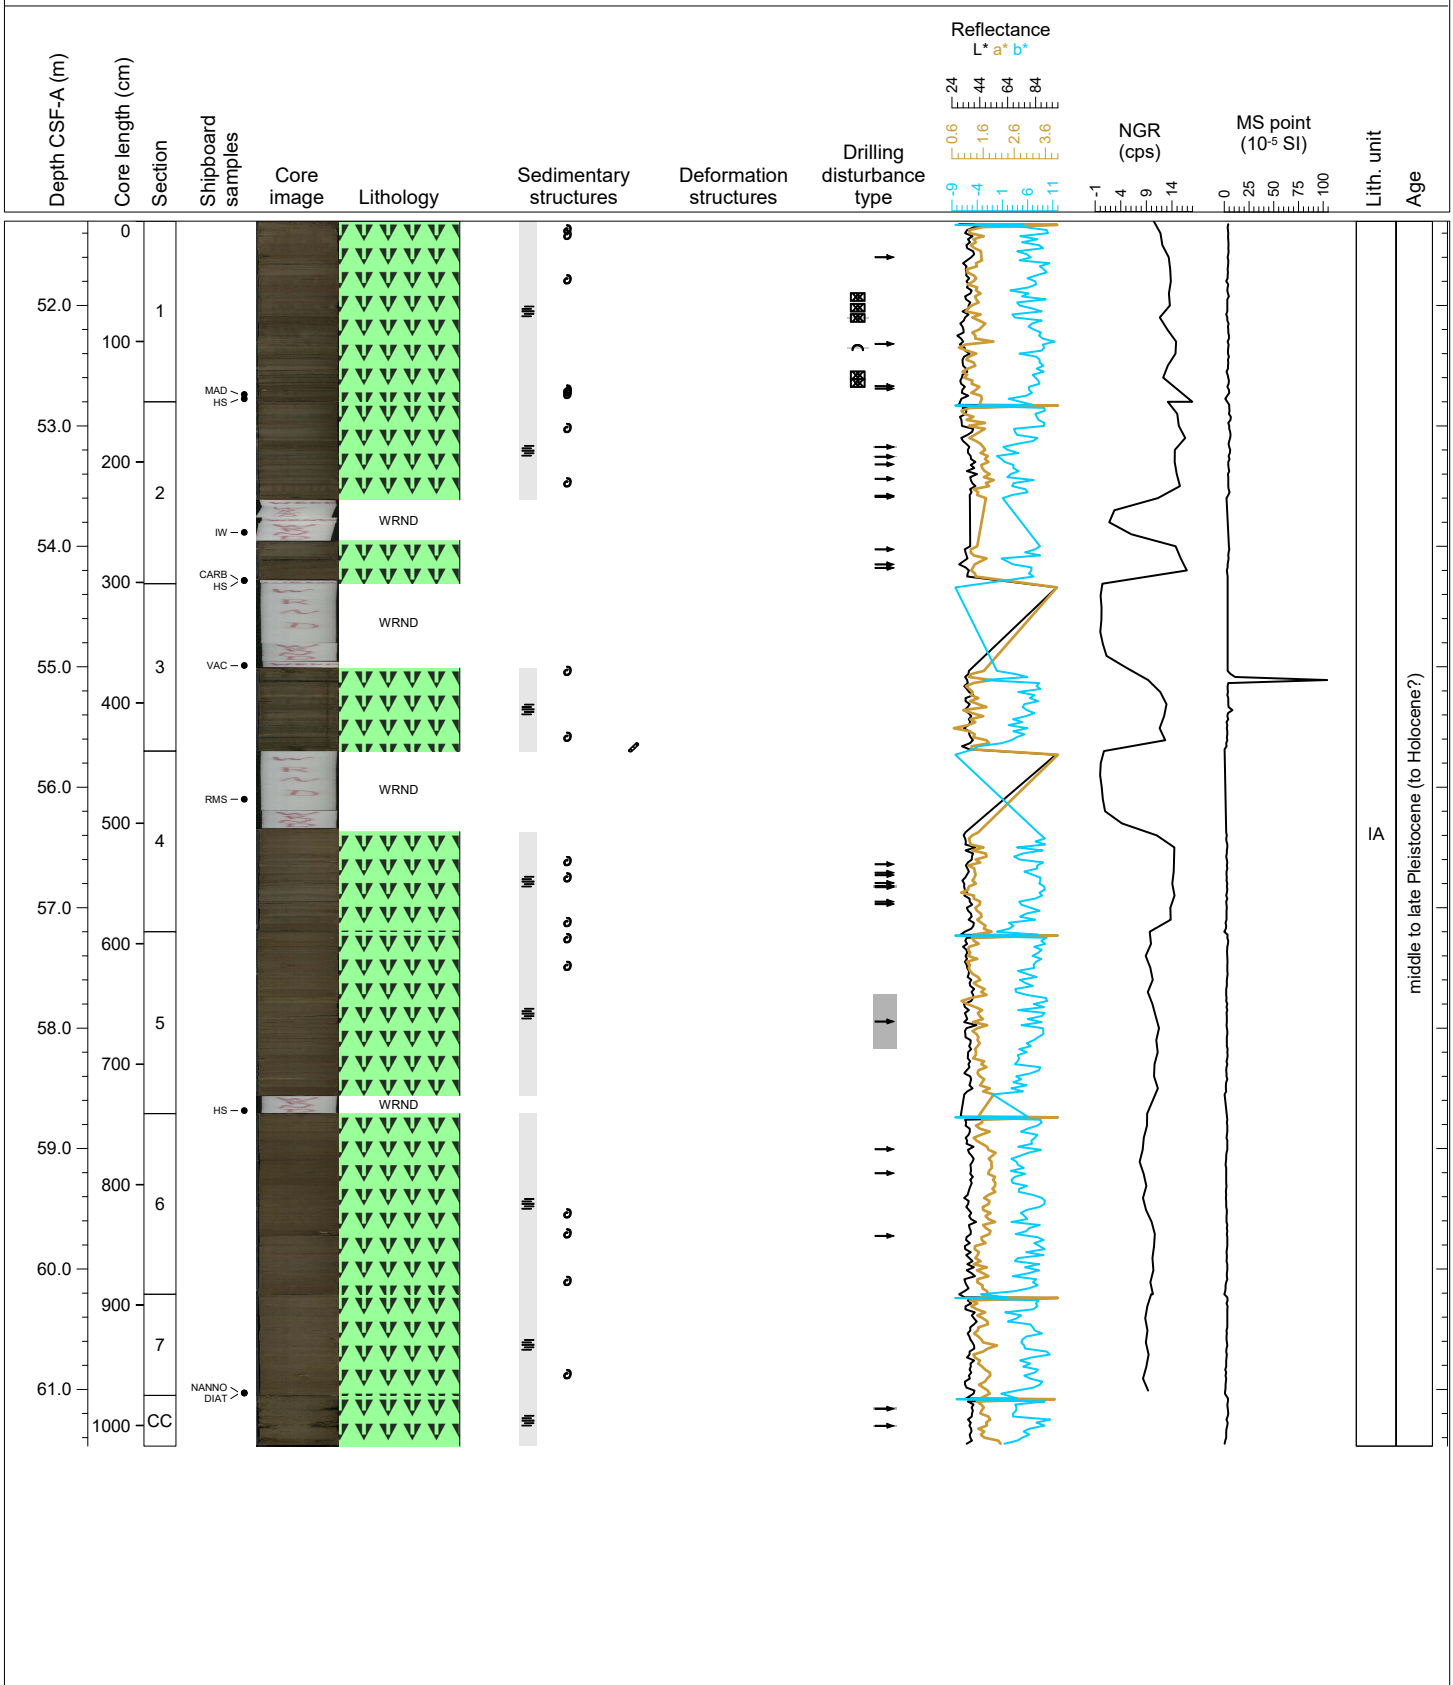 Depth CSF-A (m)
Core length (cm)
Section
Shipboard
samples
Core
image
Lithology
Sedimentary
structures
Deformation
structures
Drilling
disturbance
type
Reflectance
L* a* b*
24 44 64 84
0.6 1.6 2.6 3.6
-9 -4 1 6 11
NGR
(cps)
-1 4 9 14
MS point
(10-5 SI)
0 25 50 75 100
Lith. unit
Age
0
1
52.0
100
MAD
HS
53.0
200
2
WRND
IW
54.0
CARB
HS
300
WRND
VAC
55.0
3
400
WRND
56.0
RMS
500
4
57.0
600
5
58.0
700
WRND
HS
59.0
800
6
60.0
900
7
NANNO
DIAT
61.0
CC
1000
IA
middle to late Pleistocene (to Holocene?)